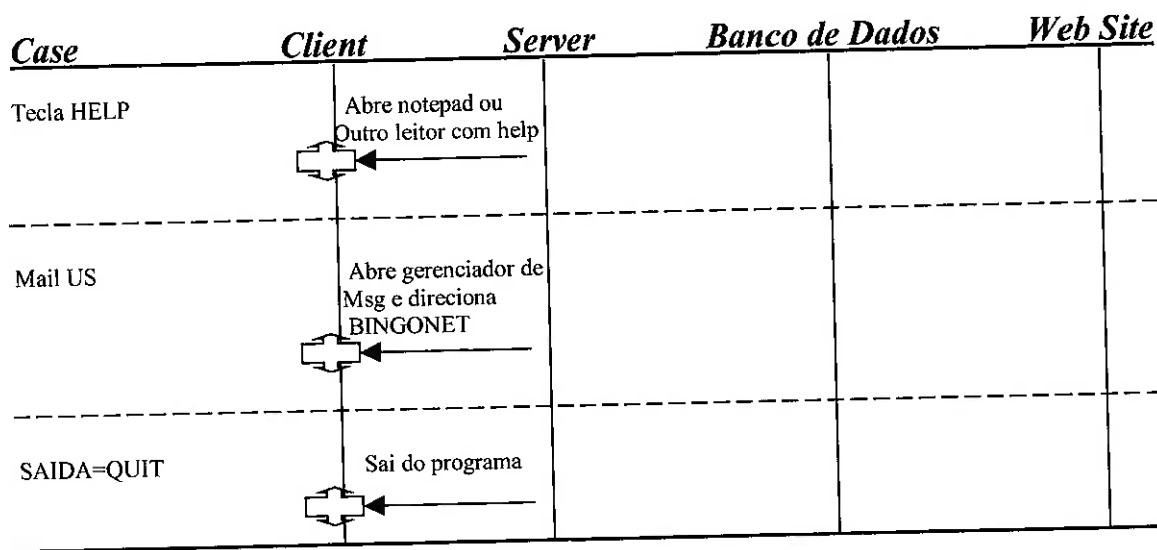 Case Client Server Banco de Dados Web Site
Tecla HELP
Abre notepad ou
Outro leitor com help
Mail US
Abre gerenciador de
Msg e direciona
BINGONET
SAIDA=QUIT
Sai do programa